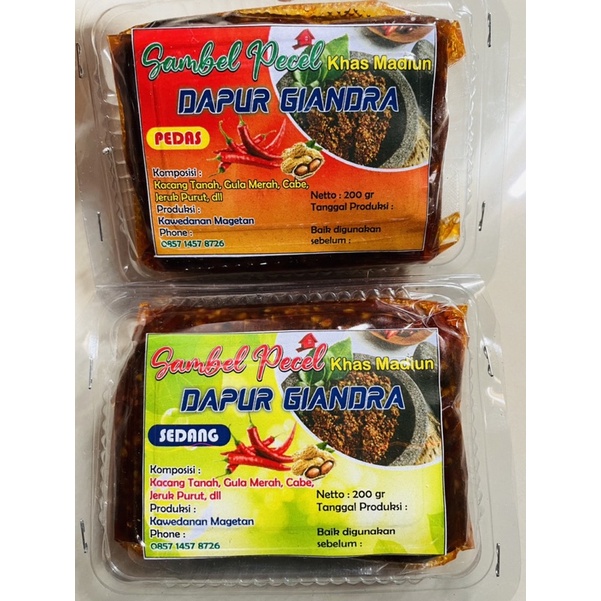 Sambel Pecel Khas Madiun
DAPUR GIANDRA
PEDAS
Komposisi :
Kacang Tanah, Gula Merah, Cabe,
Jeruk Purut, dll
Produksi :
Kawedanan Magetan
Phone :
0857 1457 8726
Netto : 200 gr
Tanggal Produksi :
Baik digunakan
sebelum :
Sambel Pecel Khas Madiun
DAPUR GIANDRA
SEDANG
Komposisi :
Kacang Tanah, Gula Merah, Cabe,
Jeruk Purut, dll
Produksi :
Kawedanan Magetan
Phone :
0857 1457 8726
Netto : 200 gr
Tanggal Produksi :
Baik digunakan
sebelum :